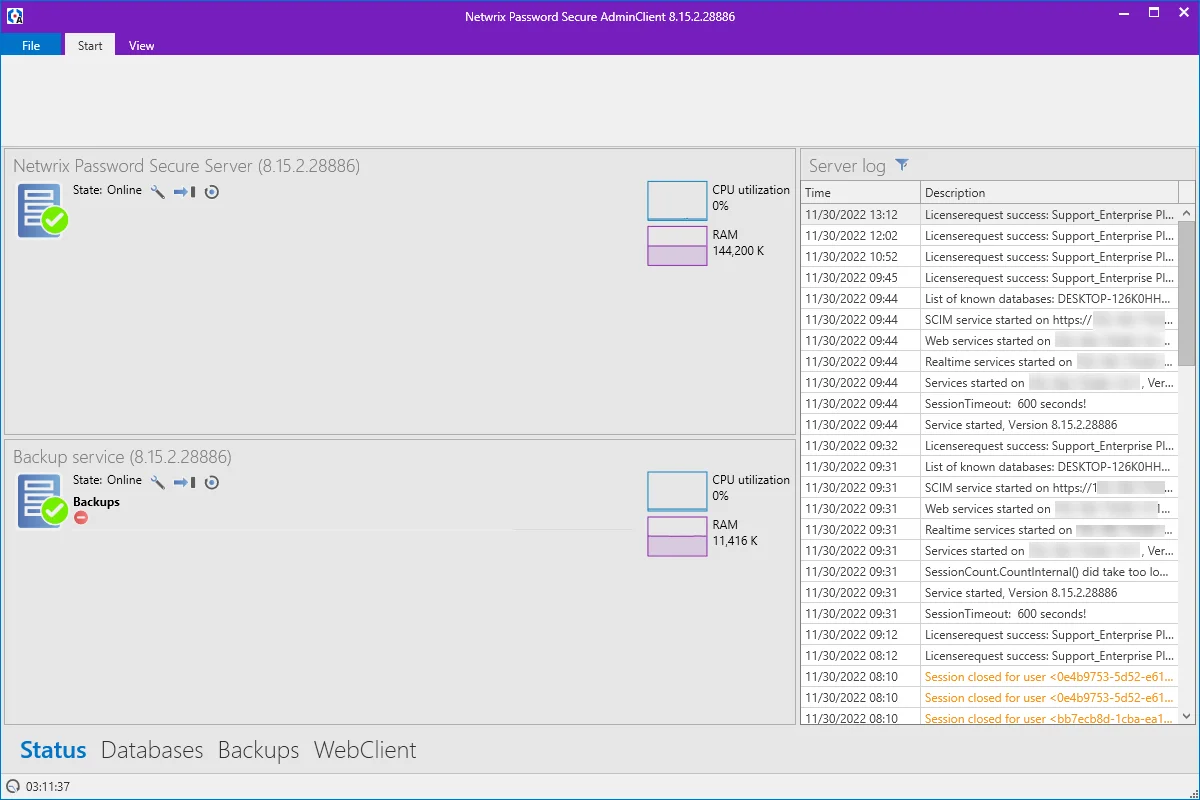 Netwrix Password Secure AdminClient 8.15.2.28886
File Start View
Netwrix Password Secure Server (8.15.2.28886)
State: Online
CPU utilization
0%
RAM
144,200 K
Backup service (8.15.2.28886)
State: Online
Backups
CPU utilization
0%
RAM
11,416 K
Server log
Time Description
11/30/2022 13:12 Licenserequest success: Support_Enterprise Pl...
11/30/2022 12:02 Licenserequest success: Support_Enterprise Pl...
11/30/2022 10:52 Licenserequest success: Support_Enterprise Pl...
11/30/2022 09:45 Licenserequest success: Support_Enterprise Pl...
11/30/2022 09:44 List of known databases: DESKTOP-126K0HH...
11/30/2022 09:44 SCIM service started on https:// ...
11/30/2022 09:44 Web services started on ...
11/30/2022 09:44 Realtime services started on ...
11/30/2022 09:44 Services started on , Ver...
11/30/2022 09:44 SessionTimeout: 600 seconds!
11/30/2022 09:44 Service started, Version 8.15.2.28886
11/30/2022 09:32 Licenserequest success: Support_Enterprise Pl...
11/30/2022 09:31 List of known databases: DESKTOP-126K0HH...
11/30/2022 09:31 SCIM service started on https://1 ...
11/30/2022 09:31 Web services started on 1...
11/30/2022 09:31 Realtime services started on ...
11/30/2022 09:31 Services started on , Ver...
11/30/2022 09:31 SessionCount.CountInternal() did take too lo...
11/30/2022 09:31 Service started, Version 8.15.2.28886
11/30/2022 09:31 SessionTimeout: 600 seconds!
11/30/2022 09:12 Licenserequest success: Support_Enterprise Pl...
11/30/2022 08:12 Licenserequest success: Support_Enterprise Pl...
11/30/2022 08:10 Session closed for user <0e4b9753-5d52-e61...
11/30/2022 08:10 Session closed for user <0e4b9753-5d52-e61...
11/30/2022 08:10 Session closed for user <bb7ecb8d-1cba-ea1...
Status Databases Backups WebClient
03:11:37